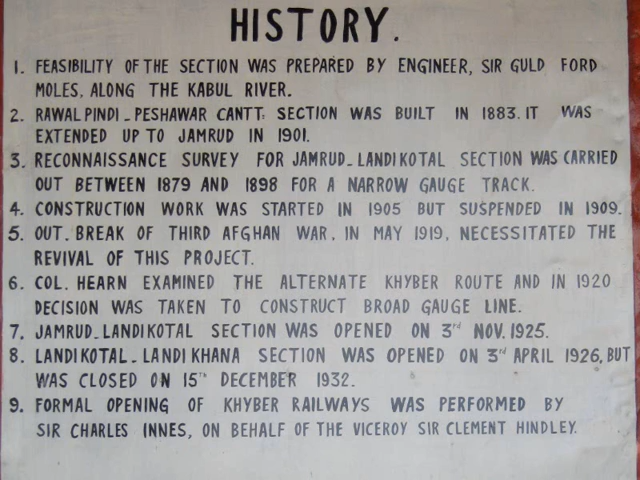 HISTORY.
1. FEASIBILITY OF THE SECTION WAS PREPARED BY ENGINEER, SIR GULD FORD
MOLES, ALONG THE KABUL RIVER.
2. RAWALPINDI-PESHAWAR CANTT: SECTION WAS BUILT IN 1883. IT WAS
EXTENDED UP TO JAMRUD IN 1901.
3. RECONNAISSANCE SURVEY FOR JAMRUD-LANDIKOTAL SECTION WAS CARRIED
OUT BETWEEN 1879 AND 1898 FOR A NARROW GAUGE TRACK.
4. CONSTRUCTION WORK WAS STARTED IN 1905 BUT SUSPENDED IN 1909.
5. OUT-BREAK OF THIRD AFGHAN WAR, IN MAY 1919, NECESSITATED THE
REVIVAL OF THIS PROJECT.
6. COL. HEARN EXAMINED THE ALTERNATE KHYBER ROUTE AND IN 1920
DECISION WAS TAKEN TO CONSTRUCT BROAD GAUGE LINE.
7. JAMRUD-LANDIKOTAL SECTION WAS OPENED ON 3rd NOV. 1925.
8. LANDIKOTAL-LANDI KHANA SECTION WAS OPENED ON 3rd APRIL 1926, BUT
WAS CLOSED ON 15TH DECEMBER 1932.
9. FORMAL OPENING OF KHYBER RAILWAYS WAS PERFORMED BY
SIR CHARLES INNES, ON BEHALF OF THE VICEROY SIR CLEMENT HINDLEY.